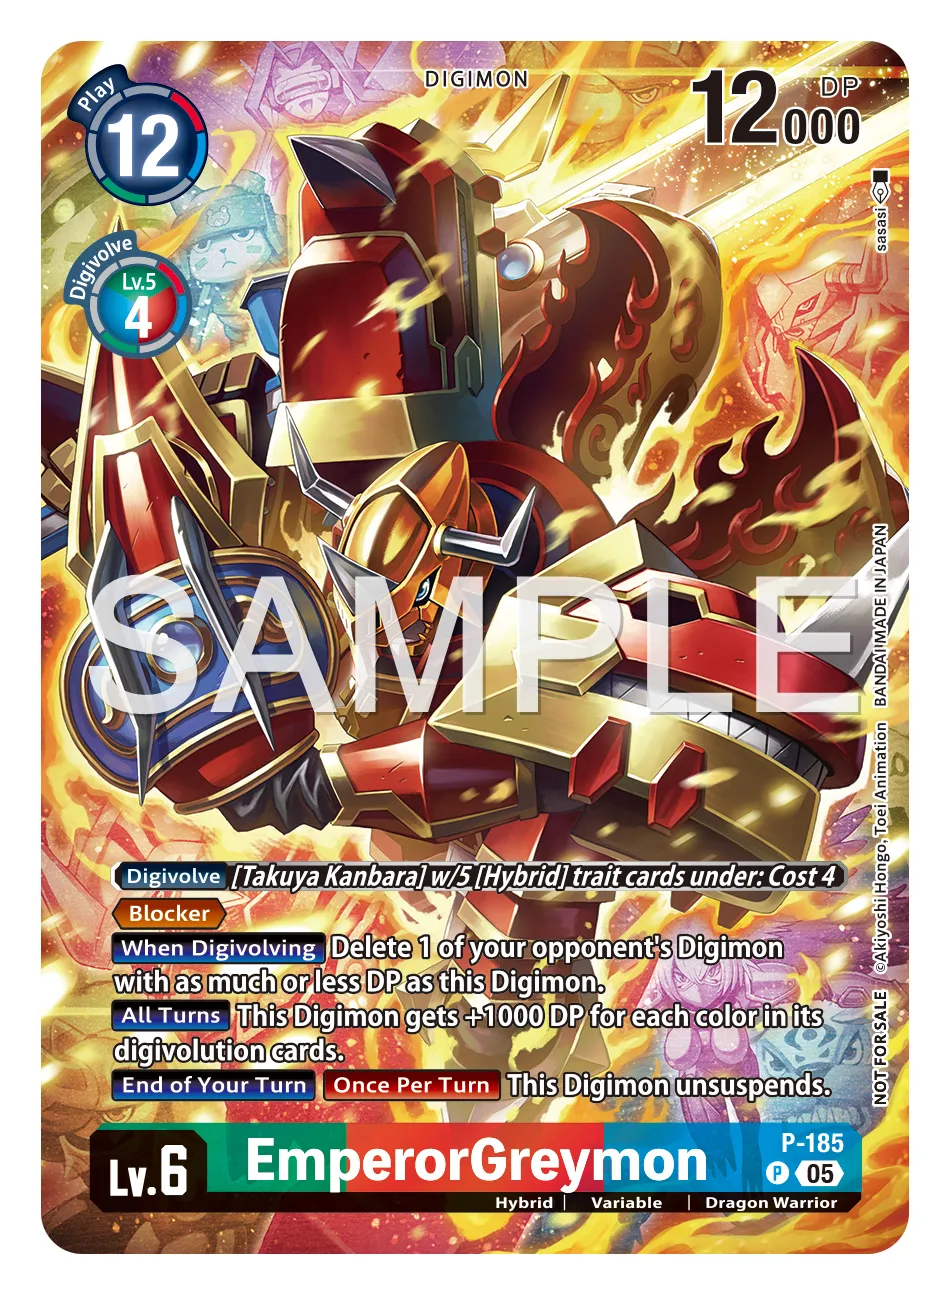 DIGIMON
Play
12
12000
DP
sasasi
Digivolve
Lv.5
4
SAMPLE
BANDAI MADE IN JAPAN
©Akiyoshi Hongo, Toei Animation
NOT FOR SALE
Digivolve [Takuya Kanbara] w/5 [Hybrid] trait cards under: Cost 4
Blocker
When Digivolving Delete 1 of your opponent's Digimon
with as much or less DP as this Digimon.
All Turns This Digimon gets +1000 DP for each color in its
digivolution cards.
End of Your Turn Once Per Turn This Digimon unsuspends.
P-185
Lv.6 EmperorGreymon
P 05
Hybrid | Variable | Dragon Warrior